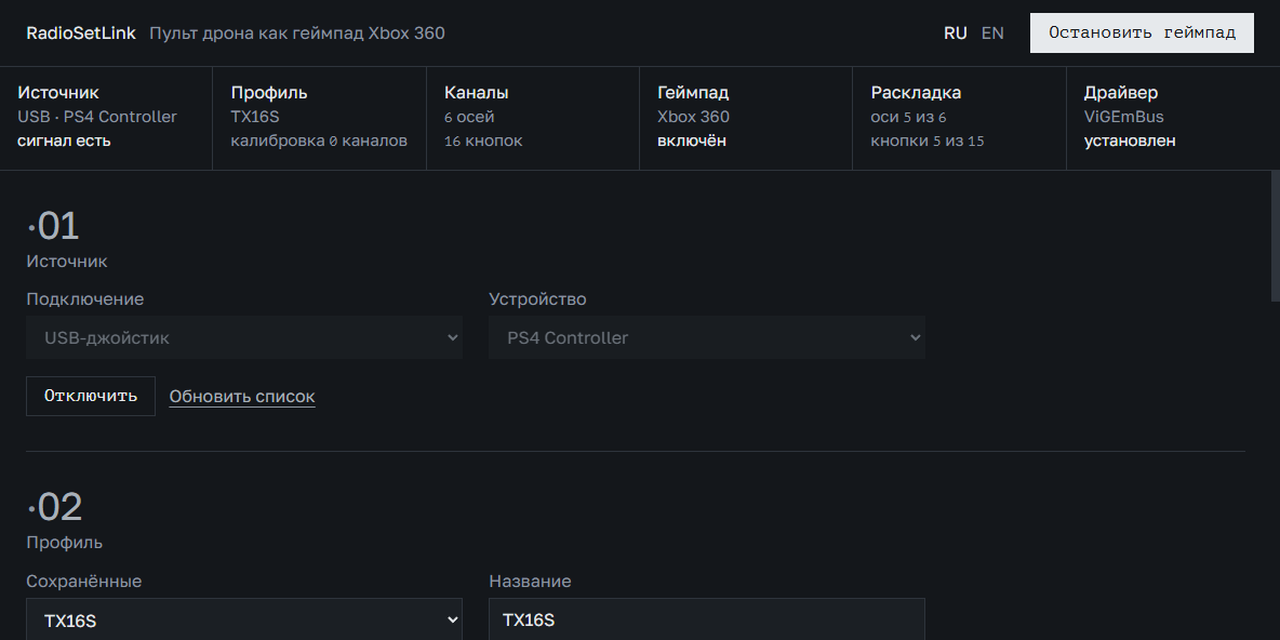 RadioSetLink Пульт дрона как геймпад Xbox 360
RU EN
Остановить геймпад
Источник
USB · PS4 Controller
сигнал есть
Профиль
TX16S
калибровка 0 каналов
Каналы
6 осей
16 кнопок
Геймпад
Xbox 360
включён
Раскладка
оси 5 из 6
кнопки 5 из 15
Драйвер
ViGEmBus
установлен
·01
Источник
Подключение
USB-джойстик
Устройство
PS4 Controller
Отключить
Обновить список
·02
Профиль
Сохранённые
TX16S
Название
TX16S